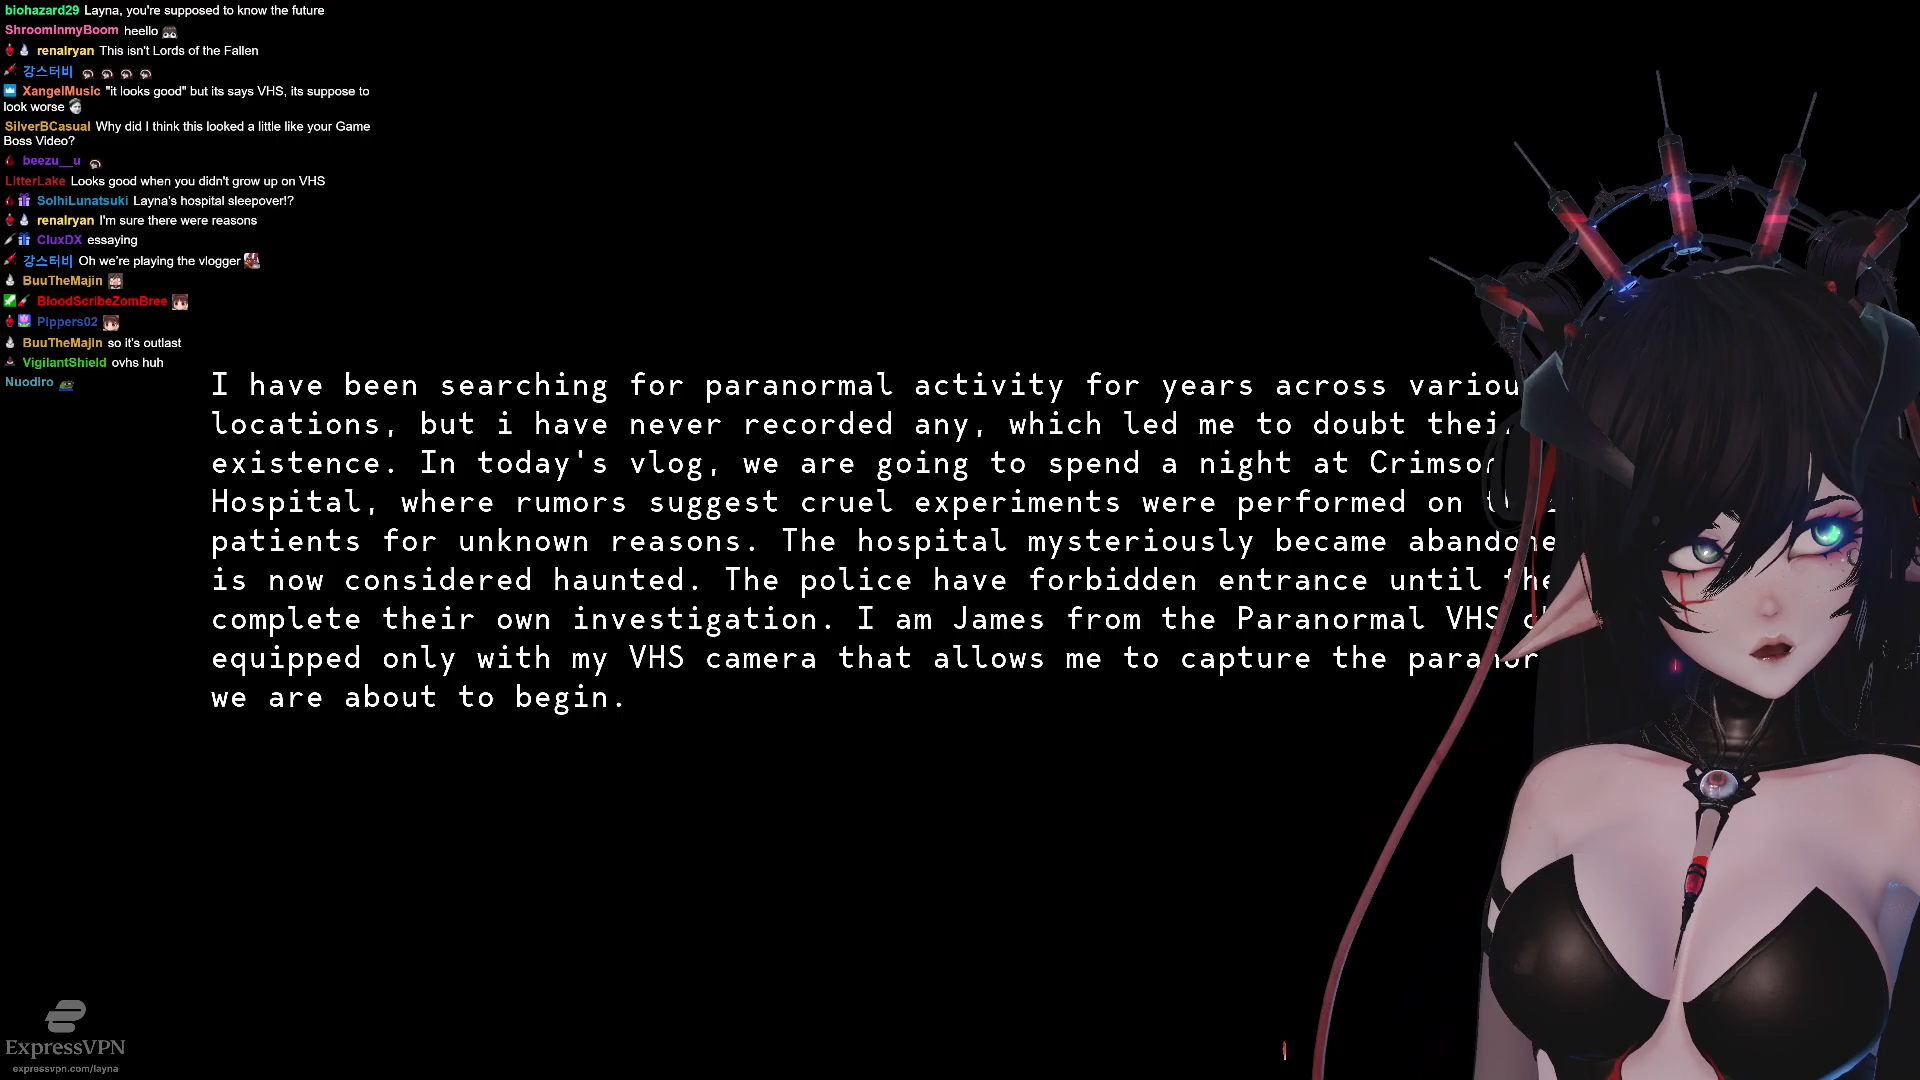 biohazard29 Layna, you're supposed to know the future
ShroomInmyBoom heello
renalryan This isn't Lords of the Fallen
강스터비
XangelMusic "it looks good" but its says VHS, its suppose to
look worse
SilverBCasual Why did I think this looked a little like your Game
Boss Video?
beezu__u
LitterLake Looks good when you didn't grow up on VHS
SolhiLunatsuki Layna's hospital sleepover!?
renalryan I'm sure there were reasons
CluxDX essaying
강스터비 Oh we're playing the vlogger
BuuTheMajin
BloodScribeZomBree
Pippers02
BuuTheMajin so it's outlast
VigilantShield ovhs huh
Nuodiro
I have been searching for paranormal activity for years across variou
locations, but i have never recorded any, which led me to doubt their
existence. In today's vlog, we are going to spend a night at Crimson
Hospital, where rumors suggest cruel experiments were performed on
patients for unknown reasons. The hospital mysteriously became abandone
is now considered haunted. The police have forbidden entrance until the
complete their own investigation. I am James from the Paranormal VHS
equipped only with my VHS camera that allows me to capture the paranor
we are about to begin.
ExpressVPN
expressvpn.com/layna